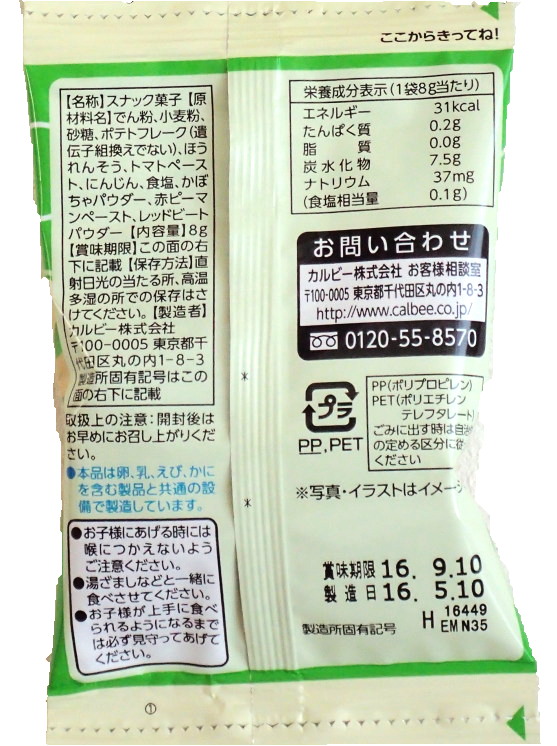 ここからきってね!
【名称】スナック菓子【原
材料名】でん粉、小麦粉、
砂糖、ポテトフレーク(遺
伝子組換えでない)、ほう
れんそう、トマトペース
ト、にんじん、食塩、かぼ
ちゃパウダー、赤ピーマ
ンペースト、レッドビート
パウダー【内容量】8g
【賞味期限】この面の右
下に記載【保存方法】直
射日光の当たる所、高温
多湿の所での保存はさ
けてください。【製造者】
カルビー株式会社
〒100-0005 東京都千
代田区丸の内1-8-3
製造所固有記号はこの
面の右下に記載
取扱上の注意:開封後は
お早めにお召し上がりくだ
さい。
●本品は卵、乳、えび、かに
を含む製品と共通の設
備で製造しています。
●お子様にあげる時には
喉につかえないよう
ご注意ください。
●湯ざましなどと一緒に
食べさせてください。
●お子様が上手に食べ
られるようになるまで
は必ず見守ってあげて
ください。
①
栄養成分表示(1袋8g当たり)
エネルギー 31kcal
たんぱく質 0.2g
脂質 0.0g
炭水化物 7.5g
ナトリウム 37mg
(食塩相当量 0.1g)
お問い合わせ
カルビー株式会社 お客様相談室
〒100-0005 東京都千代田区丸の内1-8-3
http://www.calbee.co.jp/
0120-55-8570
プラ
PP,PET
PP(ポリプロピレン)
PET(ポリエチレン
テレフタレート)
ごみに出す時は自治
の定める区分に従
ください
※写真・イラストはイメージ
賞味期限 16. 9.10
製造日 16. 5.10
製造所固有記号 H 16449
EM N35